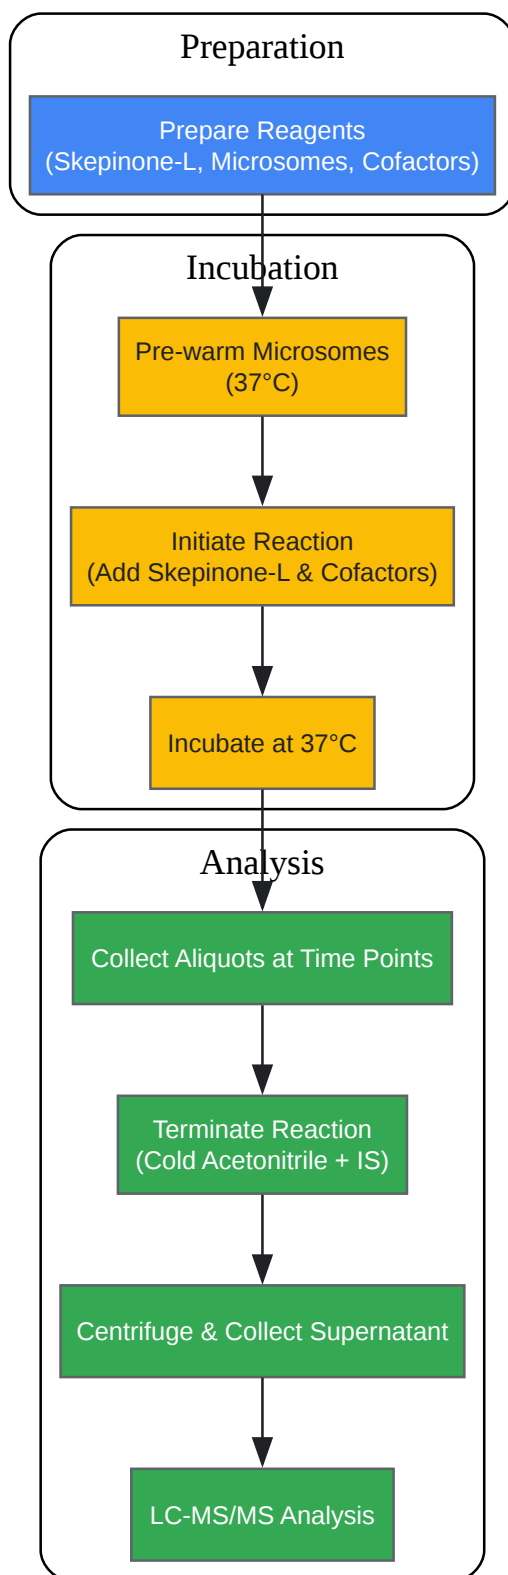 Preparation
Prepare Reagents
(Skepinone-L, Microsomes, Cofactors)
Incubation
Pre-warm Microsomes
(37°C)
Initiate Reaction
(Add Skepinone-L & Cofactors)
Incubate at 37°C
Analysis
Collect Aliquots at Time Points
Terminate Reaction
(Cold Acetonitrile + IS)
Centrifuge & Collect Supernatant
LC-MS/MS Analysis